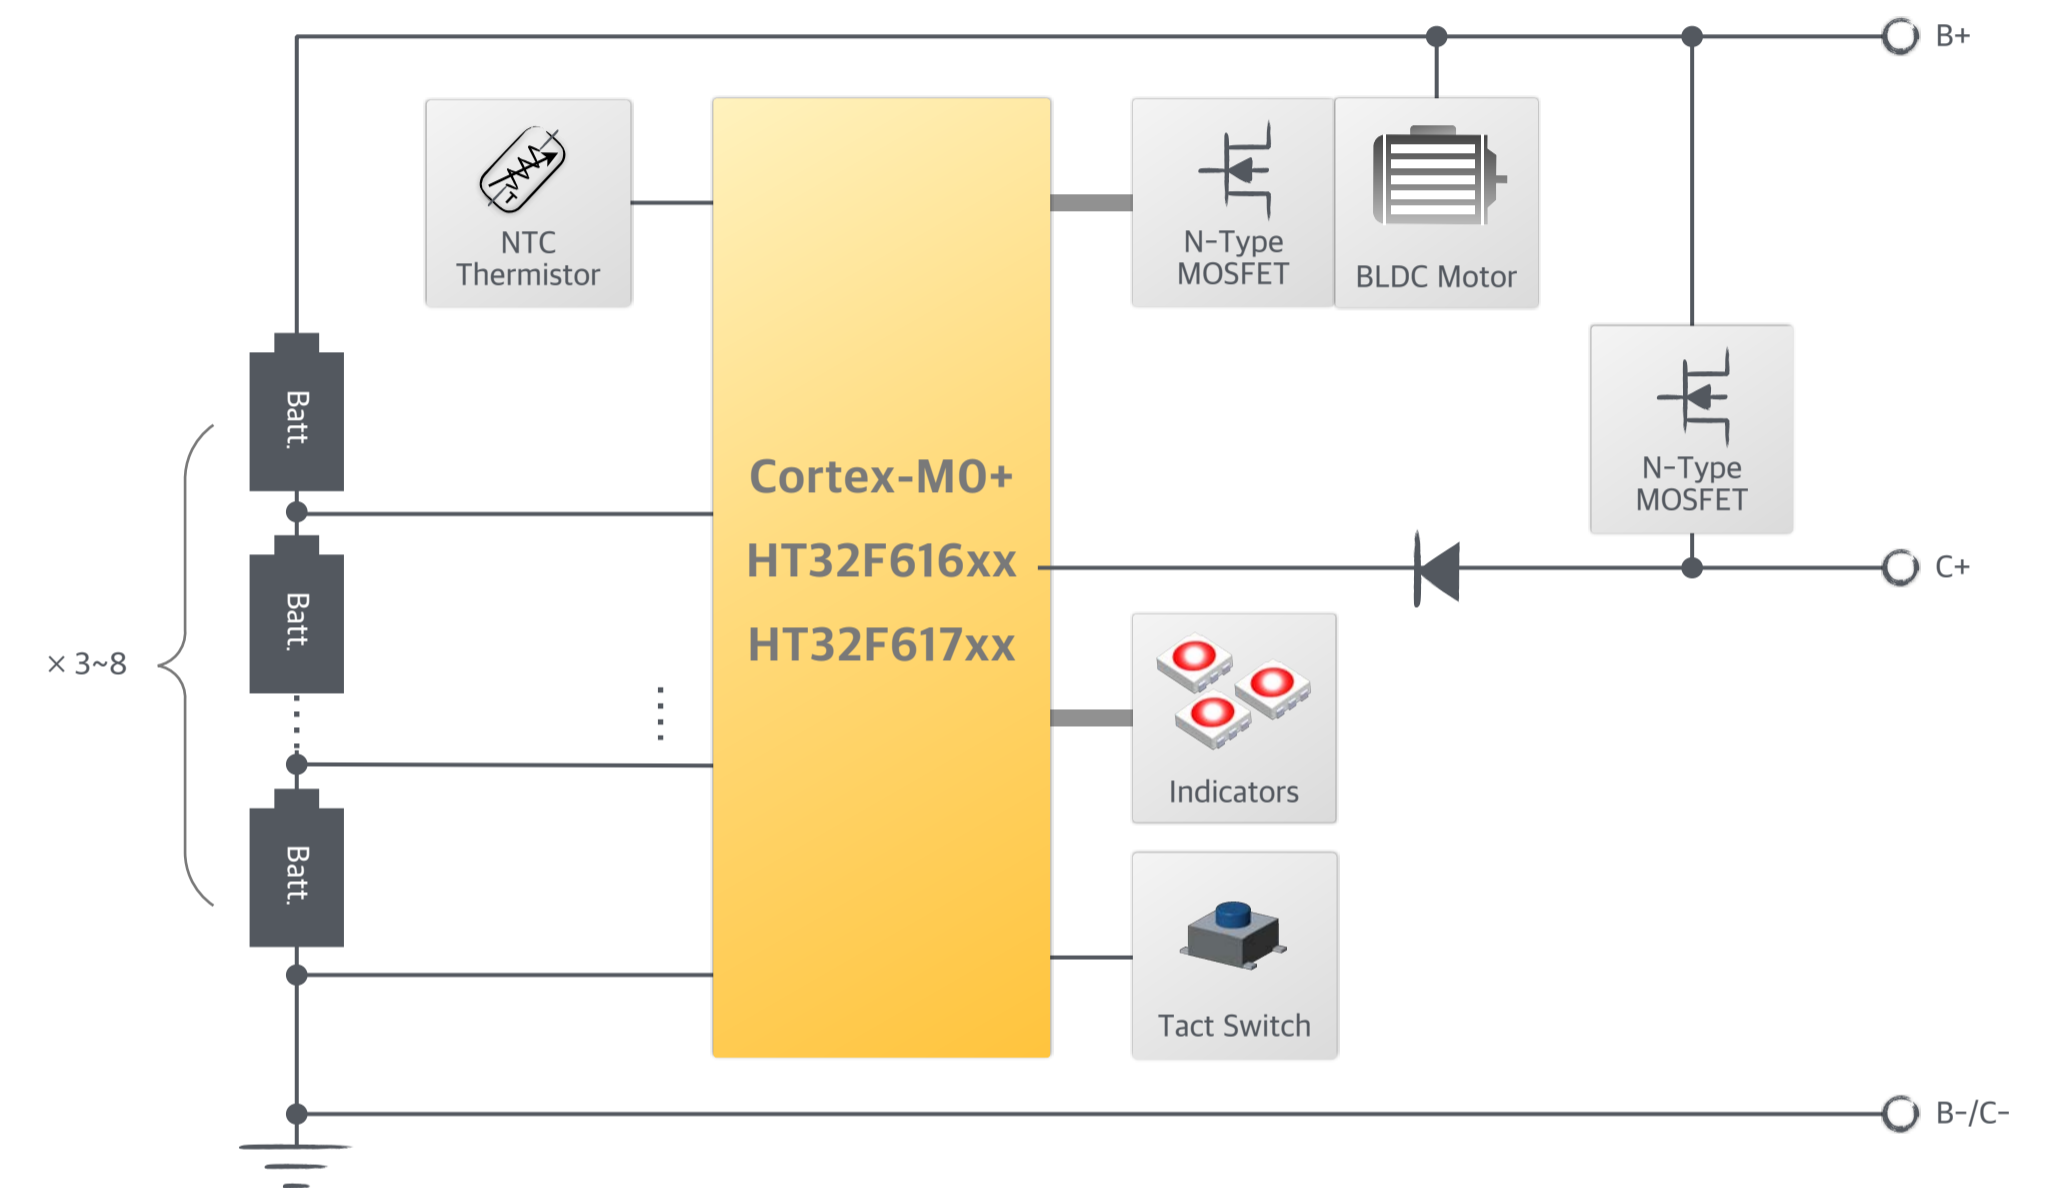 B+
NTC
Thermistor
N-Type
MOSFET
BLDC Motor
Batt.
N-Type
MOSFET
Cortex-M0+
HT32F616xx
C+
Batt.
HT32F617xx
× 3~8
Indicators
Batt.
Tact Switch
B-/C-
T